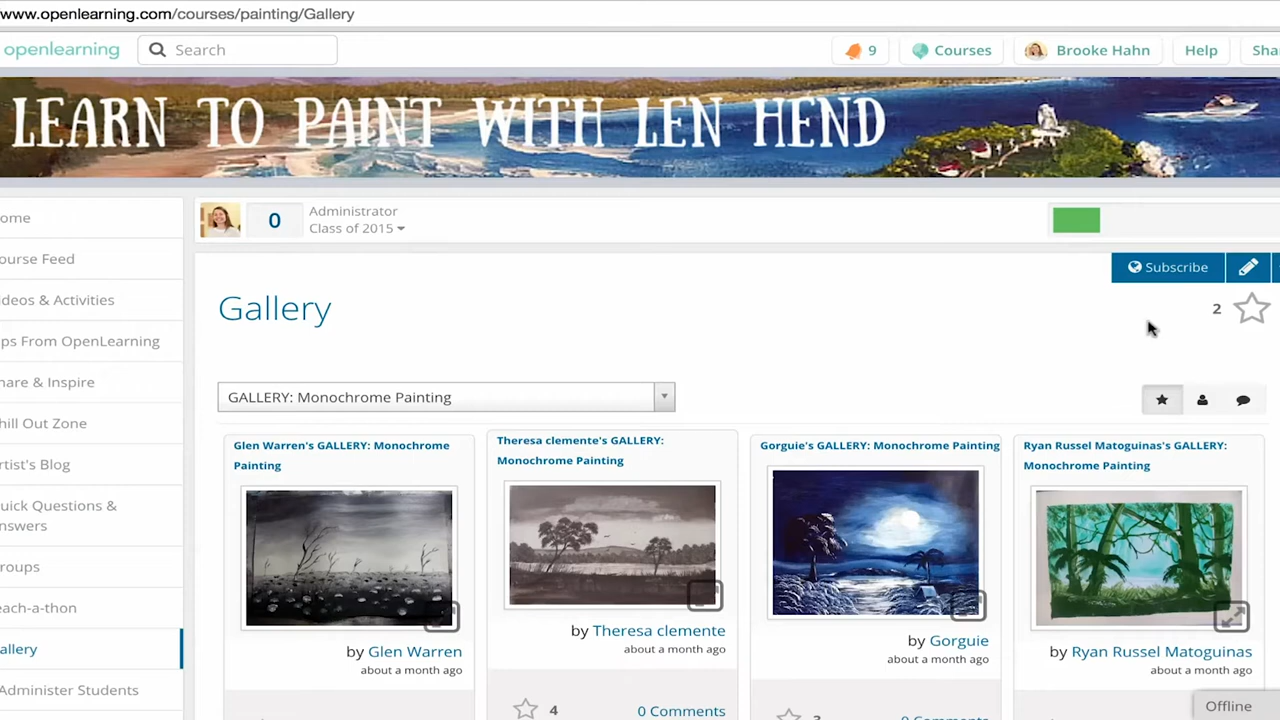 www.openlearning.com/courses/painting/Gallery
openlearning
Search
9
Courses
Brooke Hahn
Help
Sha
LEARN TO PAINT WITH LEN HEND
ome
ourse Feed
deos & Activities
ps From OpenLearning
hare & Inspire
hill Out Zone
rtist's Blog
uick Questions &
nswers
roups
each-a-thon
allery
Administer Students
0
Administrator
Class of 2015
Subscribe
Gallery
2
GALLERY: Monochrome Painting
Glen Warren's GALLERY: Monochrome
Painting
by Glen Warren
about a month ago
Theresa clemente's GALLERY:
Monochrome Painting
by Theresa clemente
about a month ago
4
0 Comments
Gorguie's GALLERY: Monochrome Painting
by Gorguie
about a month ago
3
0 Comments
Ryan Russel Matoguinas's GALLERY:
Monochrome Painting
by Ryan Russel Matoguinas
about a month ago
Offline